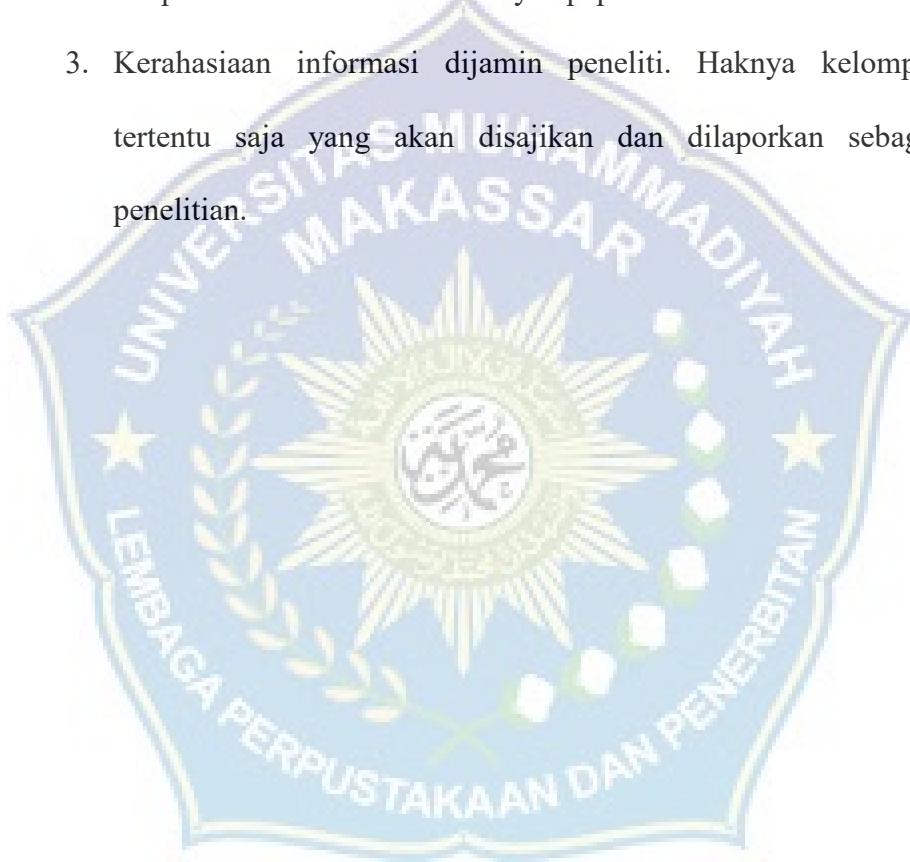 3. Kerahasiaan informasi dijamin peneliti. Haknya kelomp
tertentu saja yang akan disajikan dan dilaporkan sebag
penelitian.
UNIVERSITAS MUHAMMADIYAH
MAKASSAR
LEMBAGA PERPUSTAKAAN DAN PENERBITAN